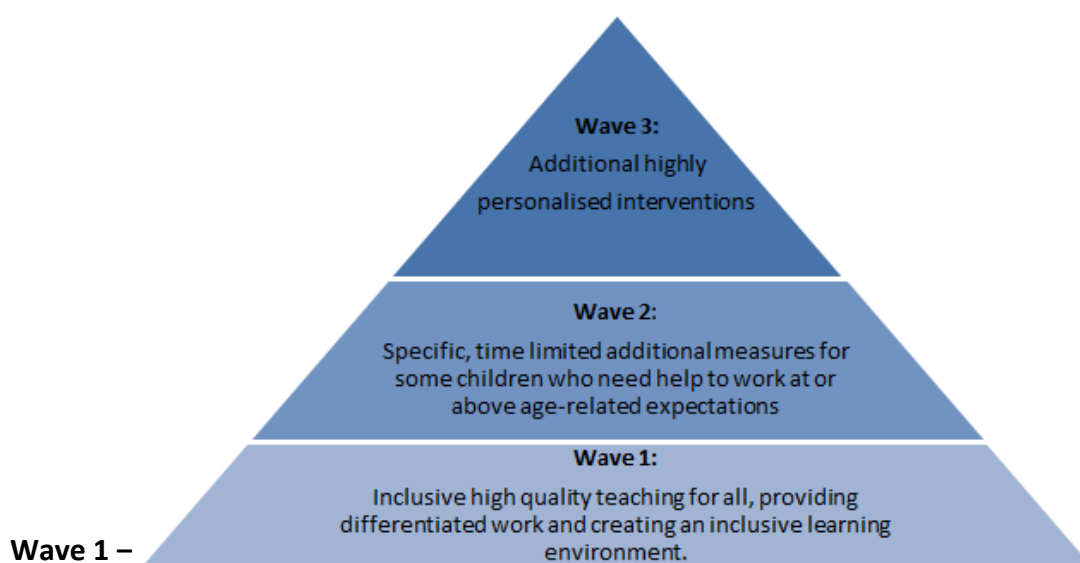 Wave 3:
Additional highly
personalised interventions
Wave 2:
Specific, time limited additional measures for
some children who need help to work at or
above age-related expectations
Wave 1:
Inclusive high quality teaching for all, providing
differentiated work and creating an inclusive learning
environment.
Wave 1 –